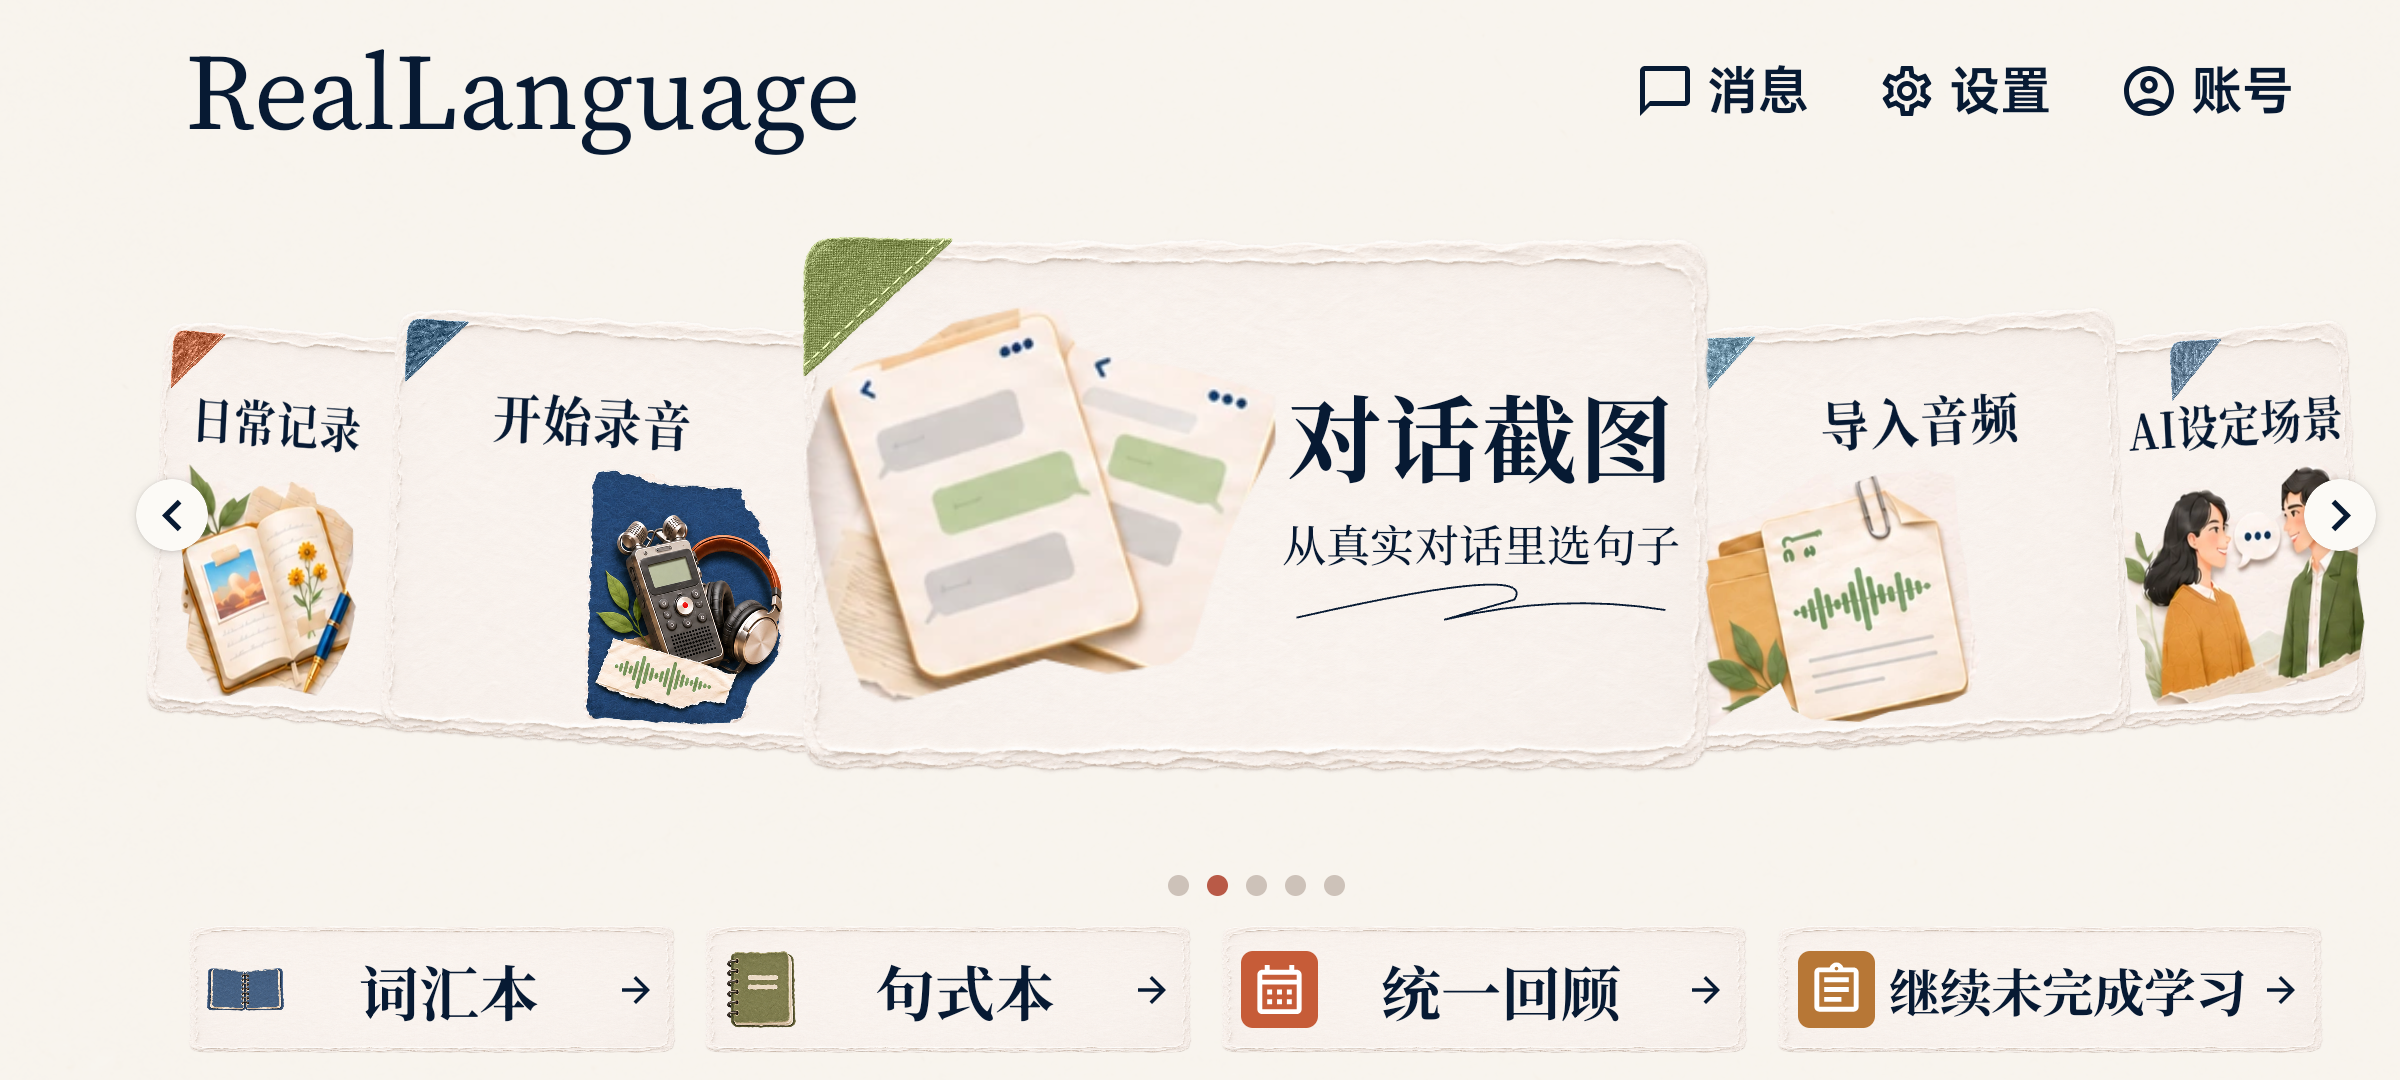 RealLanguage
消息
设置
账号
日常记录
开始录音
对话截图
从真实对话里选句子
导入音频
AI设定场景
词汇本
句式本
统一回顾
继续未完成学习